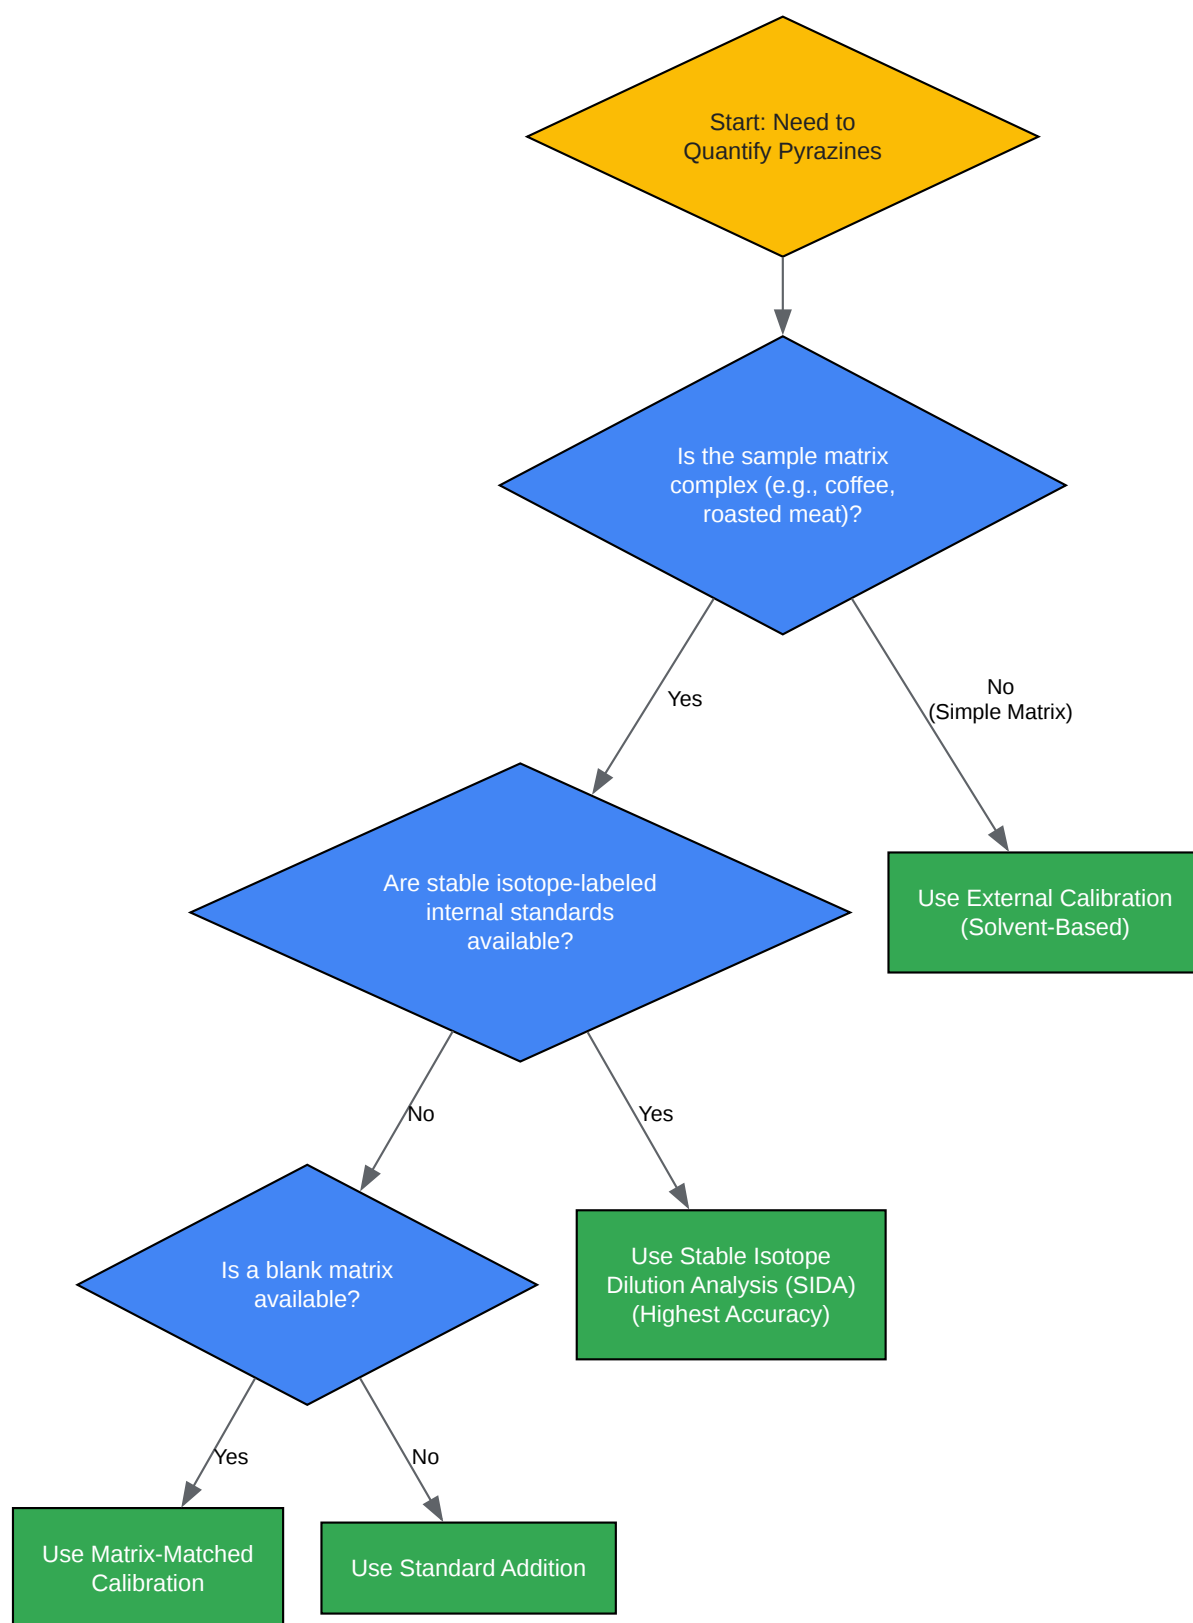 Start: Need to
Quantify Pyrazines
Is the sample matrix
complex (e.g., coffee,
roasted meat)?
Yes
No
(Simple Matrix)
Are stable isotope-labeled
internal standards
available?
Use External Calibration
(Solvent-Based)
No
Yes
Is a blank matrix
available?
Use Stable Isotope
Dilution Analysis (SIDA)
(Highest Accuracy)
Yes
No
Use Matrix-Matched
Calibration
Use Standard Addition